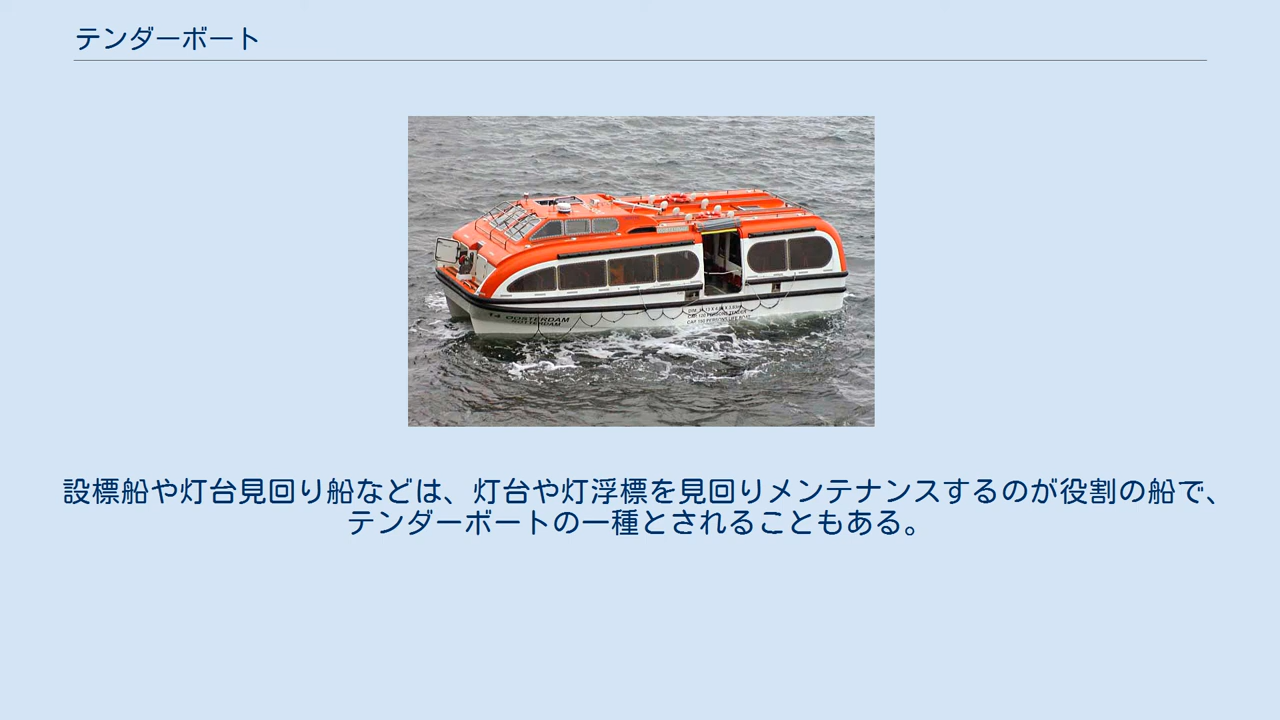 テンダーボート
T4 OOSTERDAM
ROTTERDAM
設標船や灯台見回り船などは、灯台や灯浮標を見回りメンテナンスするのが役割の船で、
テンダーボートの一種とされることもある。